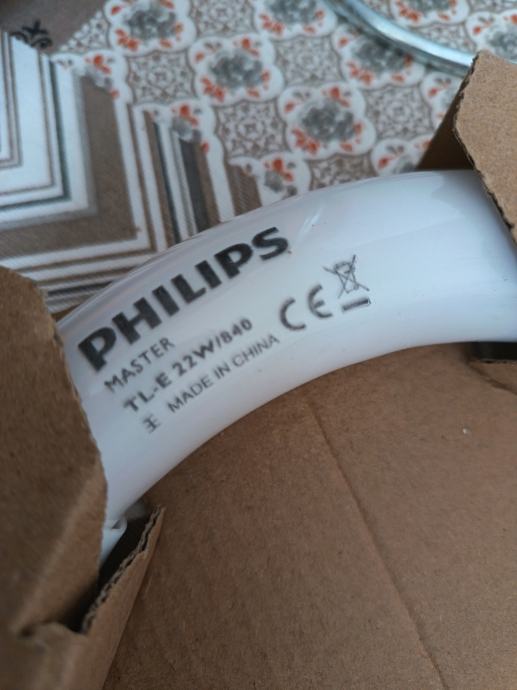 PHILIPS
MASTER
TL-E 22W/840
MADE IN CHINA
CE